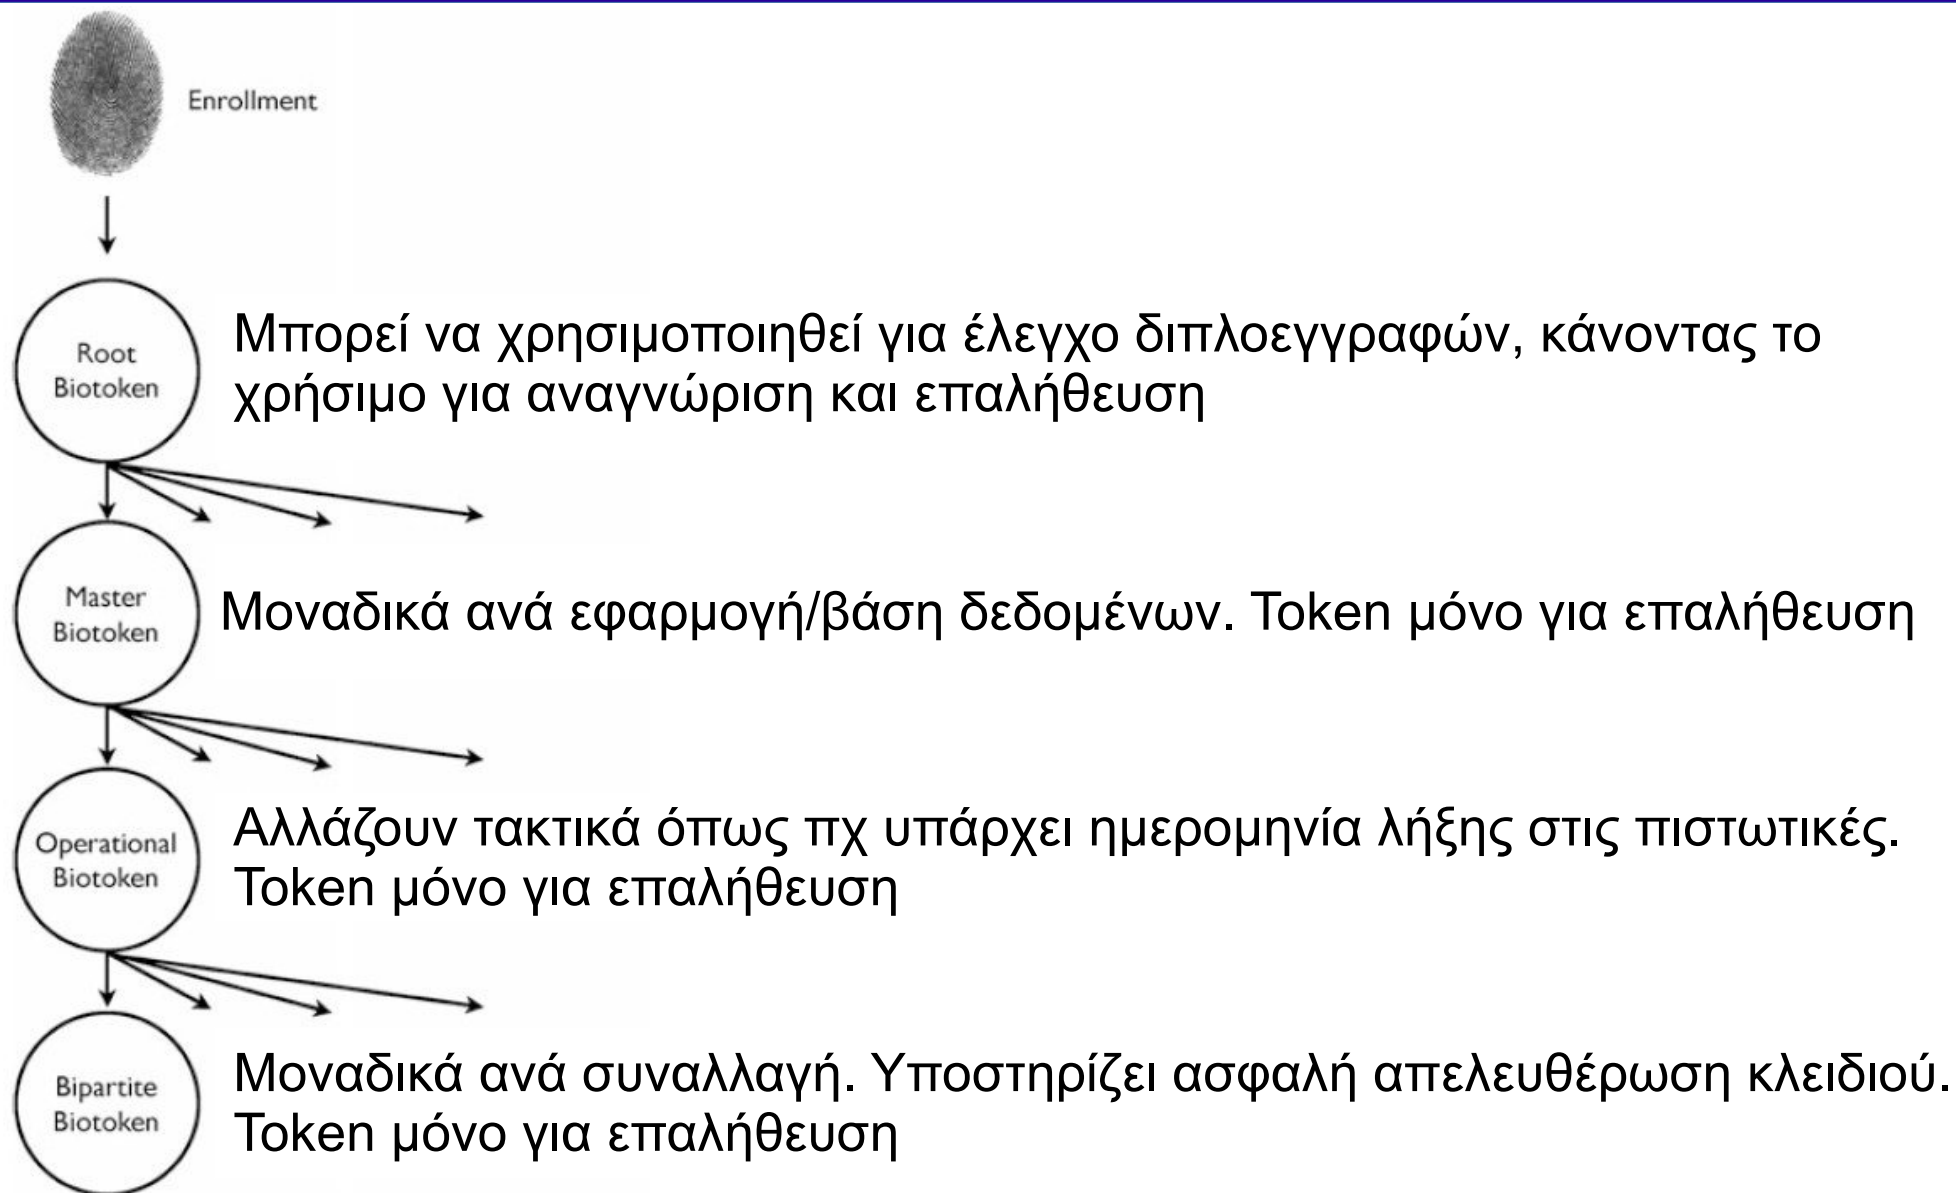 Enrollment
Root
Biotoken
Μπορεί να χρησιμοποιηθεί για έλεγχο διπλοεγγραφών, κάνοντας το
χρήσιμο για αναγνώριση και επαλήθευση
Master
Biotoken
Μοναδικά ανά εφαρμογή/βάση δεδομένων. Token μόνο για επαλήθευση
Operational
Biotoken
Αλλάζουν τακτικά όπως πχ υπάρχει ημερομηνία λήξης στις πιστωτικές.
Token μόνο για επαλήθευση
Bipartite
Biotoken
Μοναδικά ανά συναλλαγή. Υποστηρίζει ασφαλή απελευθέρωση κλειδιού.
Token μόνο για επαλήθευση